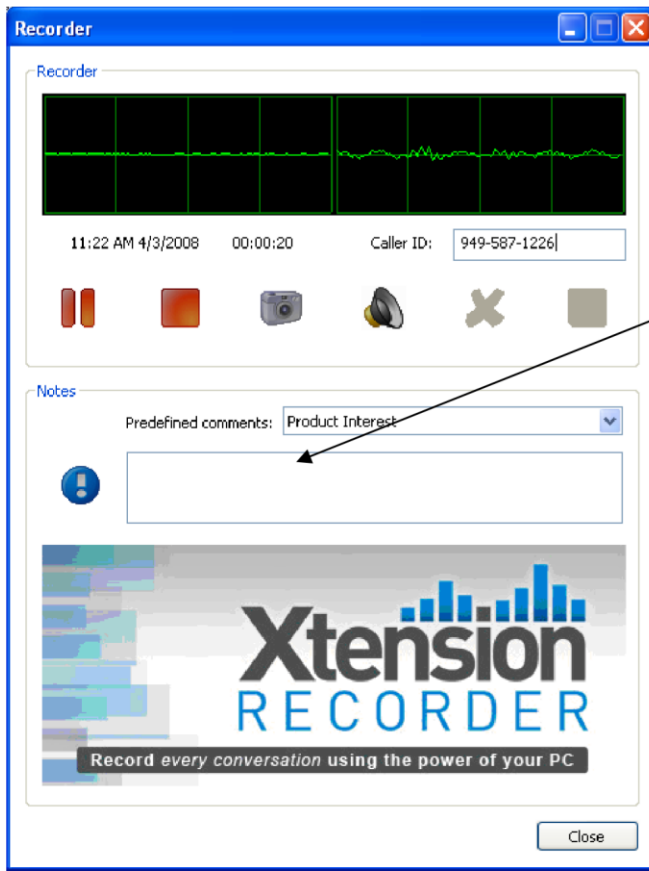 Recorder
Recorder
11:22 AM 4/3/2008 00:00:20 Caller ID: 949-587-1226
Notes
Predefined comments: Product Interest
Xtension
RECORDER
Record every conversation using the power of your PC
Close